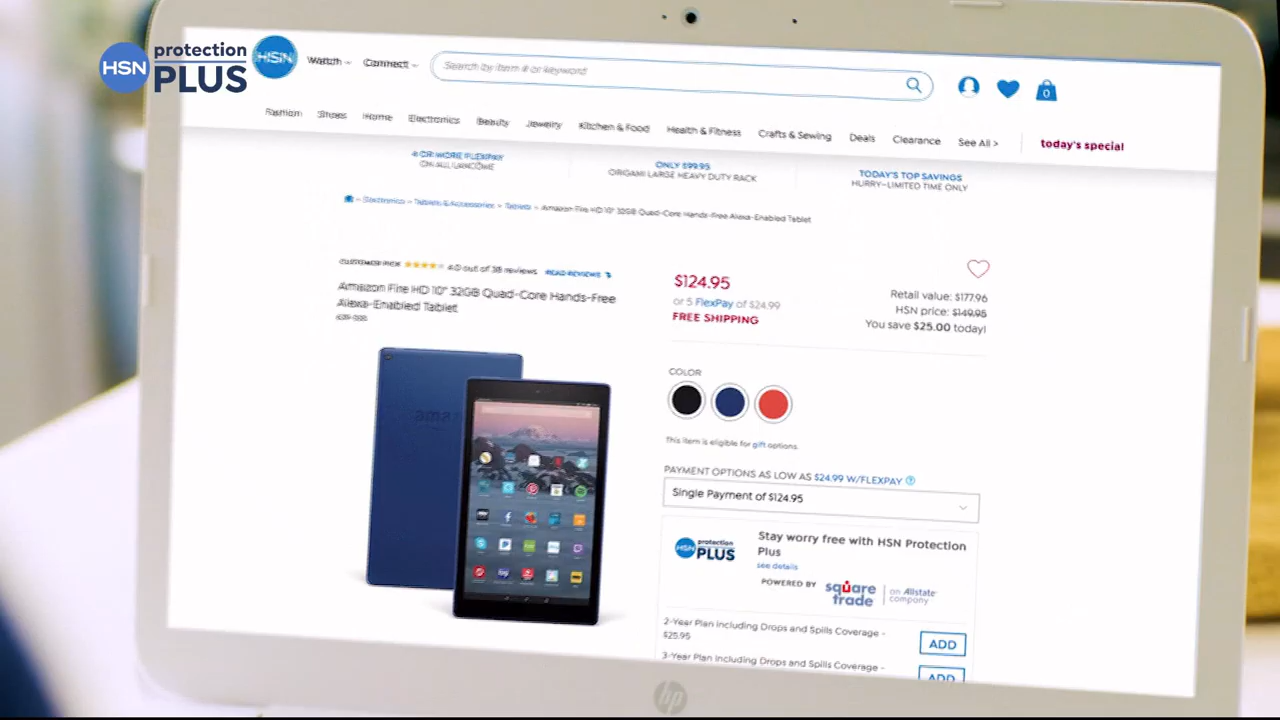 HSN protection PLUS
HSN Watch Connect Search by item # or keyword 0
Fashion Shoes Home Electronics Beauty Jewelry Kitchen & Food Health & Fitness Crafts & Sewing Deals Clearance See All > today's special
4 OR MORE FLEXPAY
ON ALL LANCÔME
ONLY $99.95
ORIGAMI LARGE HEAVY DUTY RACK
TODAY'S TOP SAVINGS
HURRY–LIMITED TIME ONLY
Electronics Tablets & Accessories Tablets Amazon Fire HD 10" 32GB Quad-Core Hands-Free Alexa-Enabled Tablet
CUSTOMER PICK 4.0 out of 38 reviews READ REVIEWS
Amazon Fire HD 10" 32GB Quad-Core Hands-Free
Alexa-Enabled Tablet
$124.95
or 5 FlexPay of $24.99
FREE SHIPPING
Retail value: $177.96
HSN price: $149.95
You save $25.00 today!
COLOR
This item is eligible for gift options.
PAYMENT OPTIONS AS LOW AS $24.99 W/FLEXPAY ?
Single Payment of $124.95
HSN protection PLUS
Stay worry free with HSN Protection
Plus
see details
POWERED BY square trade an Allstate company
2-Year Plan Including Drops and Spills Coverage -
$25.95
ADD
3-Year Plan Including Drops and Spills Coverage -
ADD
hp